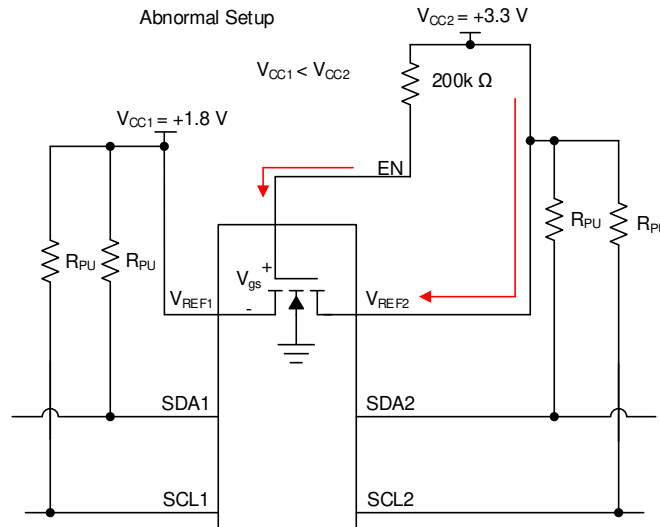 Abnormal Setup
VCC2 = +3.3 V
VCC1 < VCC2
200k Ω
VCC1 = +1.8 V
EN
RPU
RPU
RPU
RP
+
Vgs
-
VREF1
VREF2
SDA1
SDA2
SCL1
SCL2